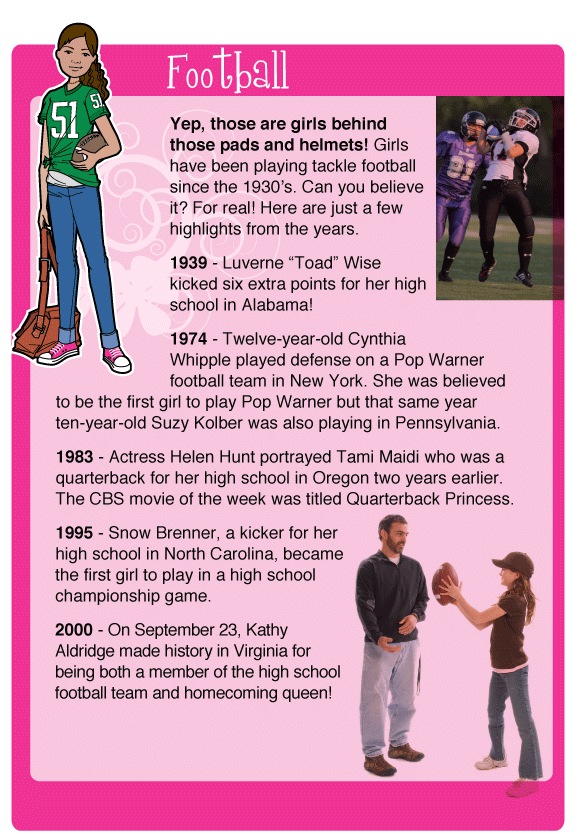 Football
51
51
Yep, those are girls behind
those pads and helmets! Girls
have been playing tackle football
since the 1930's. Can you believe
it? For real! Here are just a few
highlights from the years.
1939 - Luverne “Toad” Wise
kicked six extra points for her high
school in Alabama!
1974 - Twelve-year-old Cynthia
Whipple played defense on a Pop Warner
football team in New York. She was believed
to be the first girl to play Pop Warner but that same year
ten-year-old Suzy Kolber was also playing in Pennsylvania.
1983 - Actress Helen Hunt portrayed Tami Maidi who was a
quarterback for her high school in Oregon two years earlier.
The CBS movie of the week was titled Quarterback Princess.
1995 - Snow Brenner, a kicker for her
high school in North Carolina, became
the first girl to play in a high school
championship game.
2000 - On September 23, Kathy
Aldridge made history in Virginia for
being both a member of the high school
football team and homecoming queen!